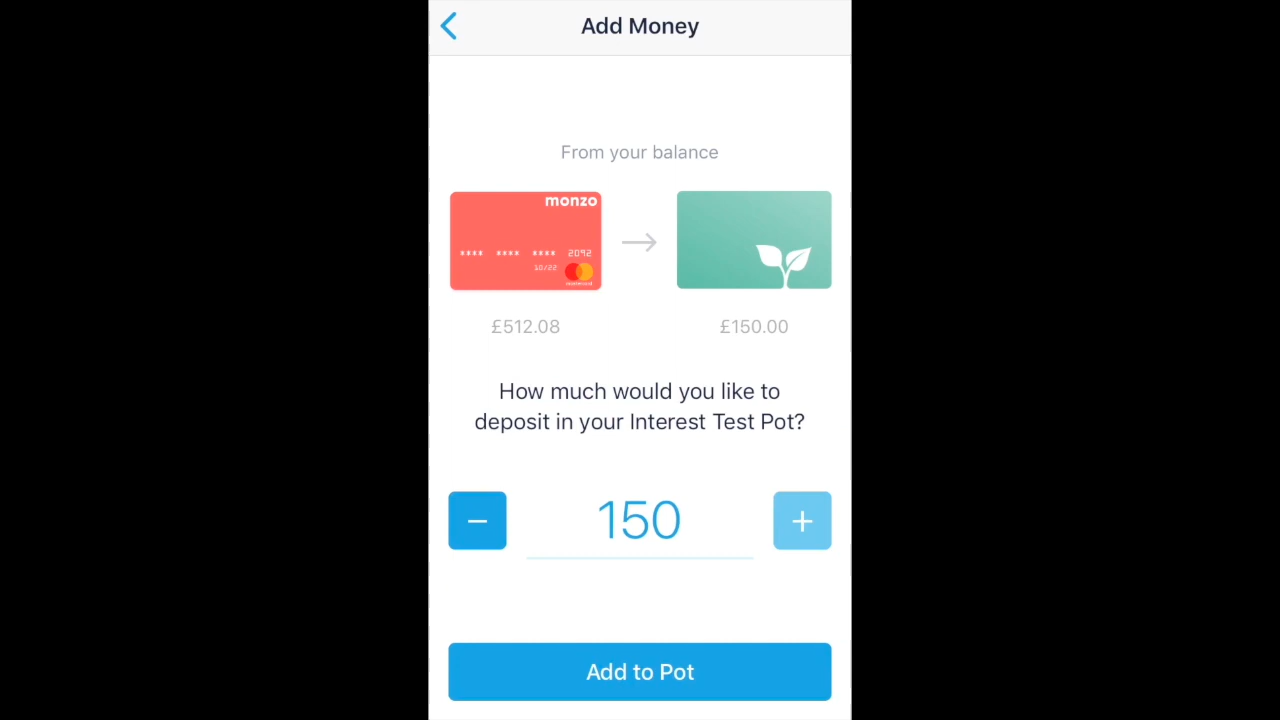 Add Money
From your balance
monzo
**** **** **** 2092
10/22
mastercard
£512.08
£150.00
How much would you like to
deposit in your Interest Test Pot?
− 150 +
Add to Pot